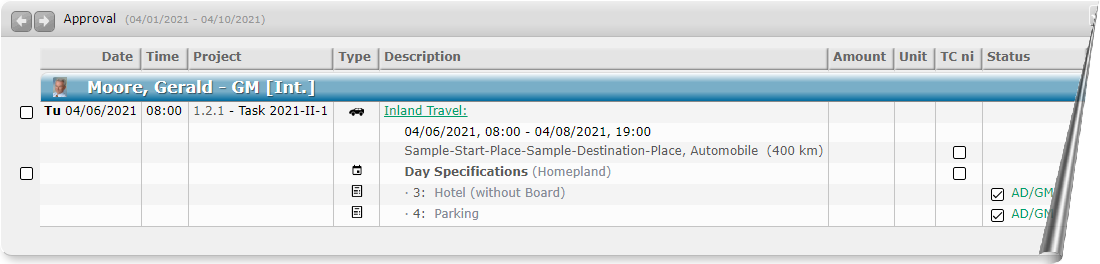 Approval (04/01/2021 - 04/10/2021)
Date Time Project Type Description Amount Unit TC ni Status
Moore, Gerald - GM [Int.]
Tu 04/06/2021 08:00 1.2.1 - Task 2021-II-1 Inland Travel:
04/06/2021, 08:00 - 04/08/2021, 19:00
Sample-Start-Place-Sample-Destination-Place, Automobile (400 km)
Day Specifications (Homepland)
· 3: Hotel (without Board) AD/GM
· 4: Parking AD/GM